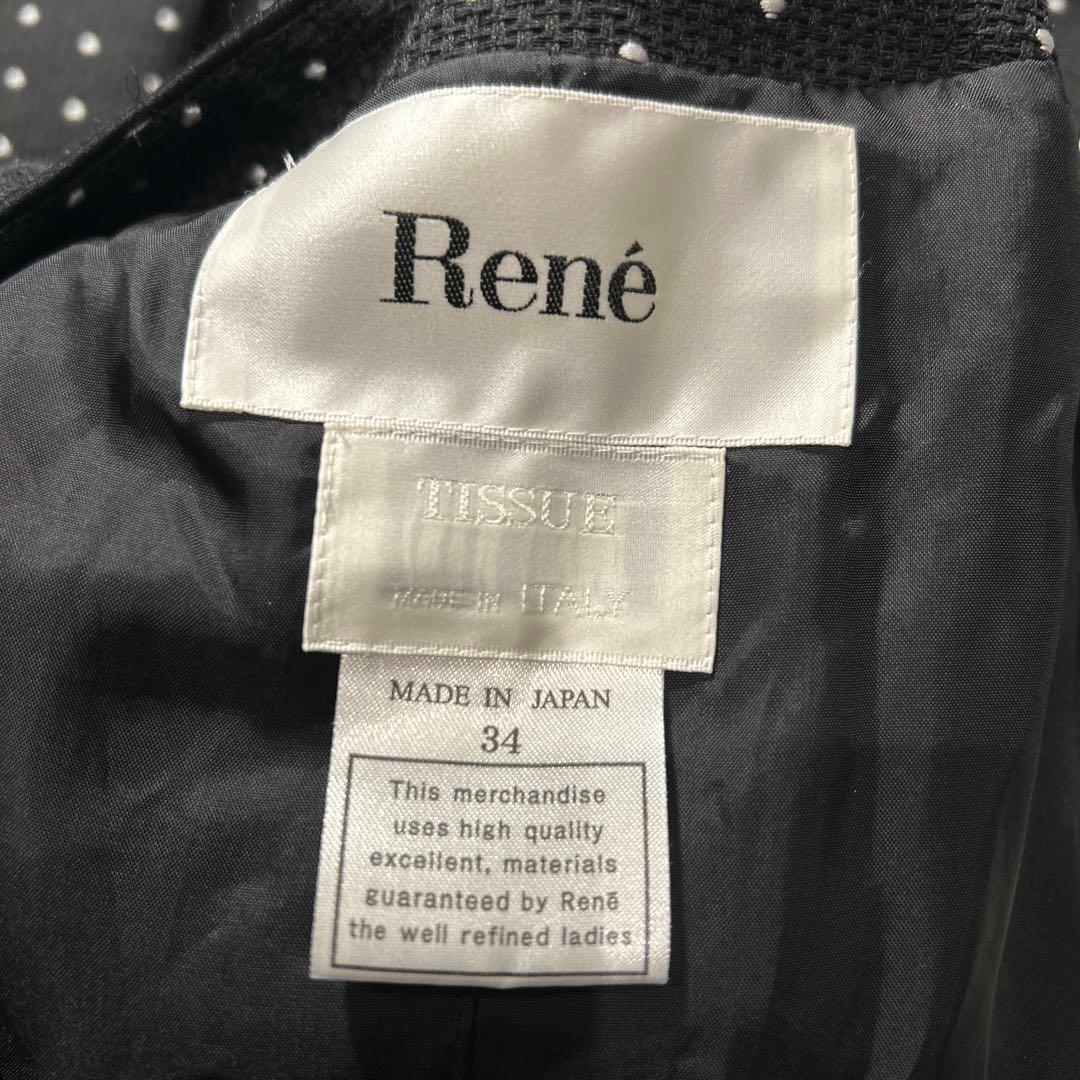 René
TISSUE
MADE IN ITALY
MADE IN JAPAN
34
This merchandise
uses high quality
excellent, materials
guaranteed by Renē
the well refined ladies